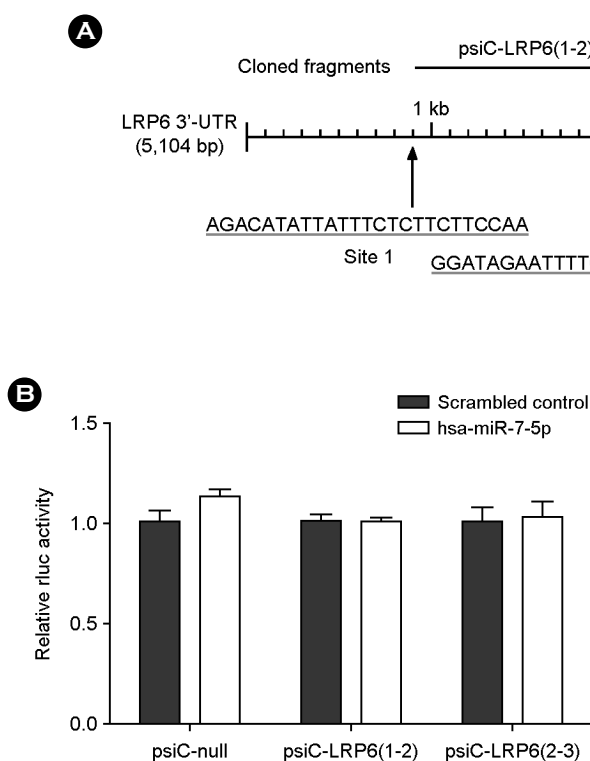 A
psiC-LRP6(1-2)
Cloned fragments
1 kb
LRP6 3’-UTR
(5,104 bp)
AGACATATTATTTCTCTTCTTCCAA
Site 1
GGATAGAATTTT
B
Scrambled control
hsa-miR-7-5p
Relative rluc activity
1.5
1.0
0.5
0.0
psiC-null
psiC-LRP6(1-2)
psiC-LRP6(2-3)